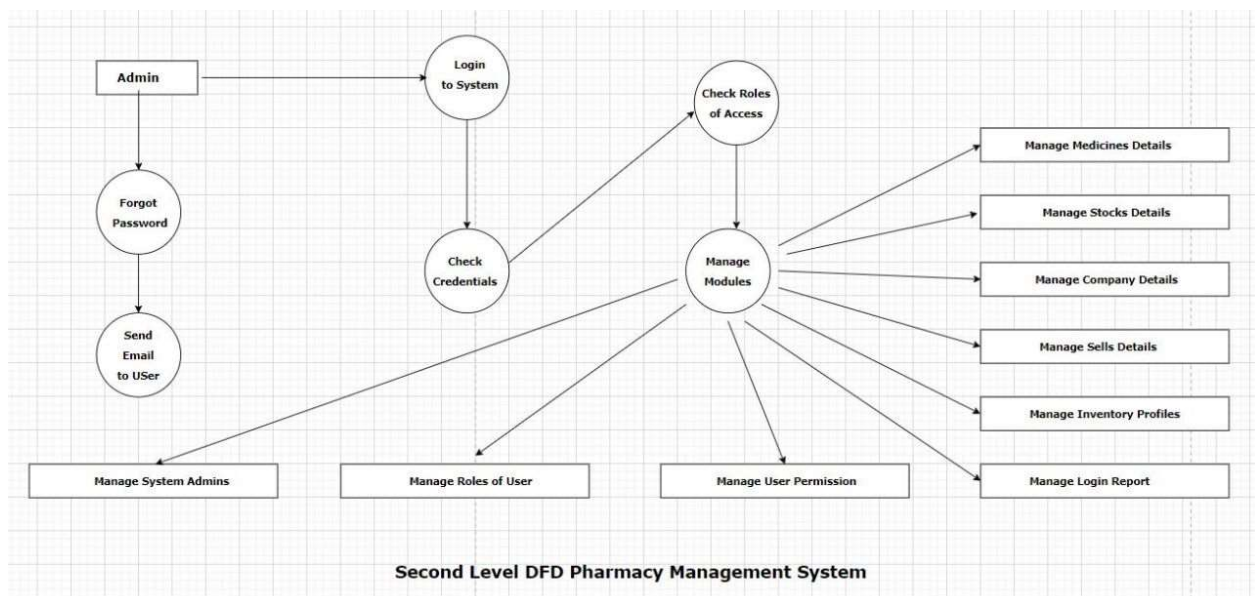 Admin
Login
to System
Check Roles
of Access
Manage Medicines Details
Forgot
Password
Manage Stocks Details
Check
Credentials
Manage
Modules
Manage Company Details
Send
Email
to USer
Manage Sells Details
Manage Inventory Profiles
Manage System Admins
Manage Roles of User
Manage User Permission
Manage Login Report
Second Level DFD Pharmacy Management System